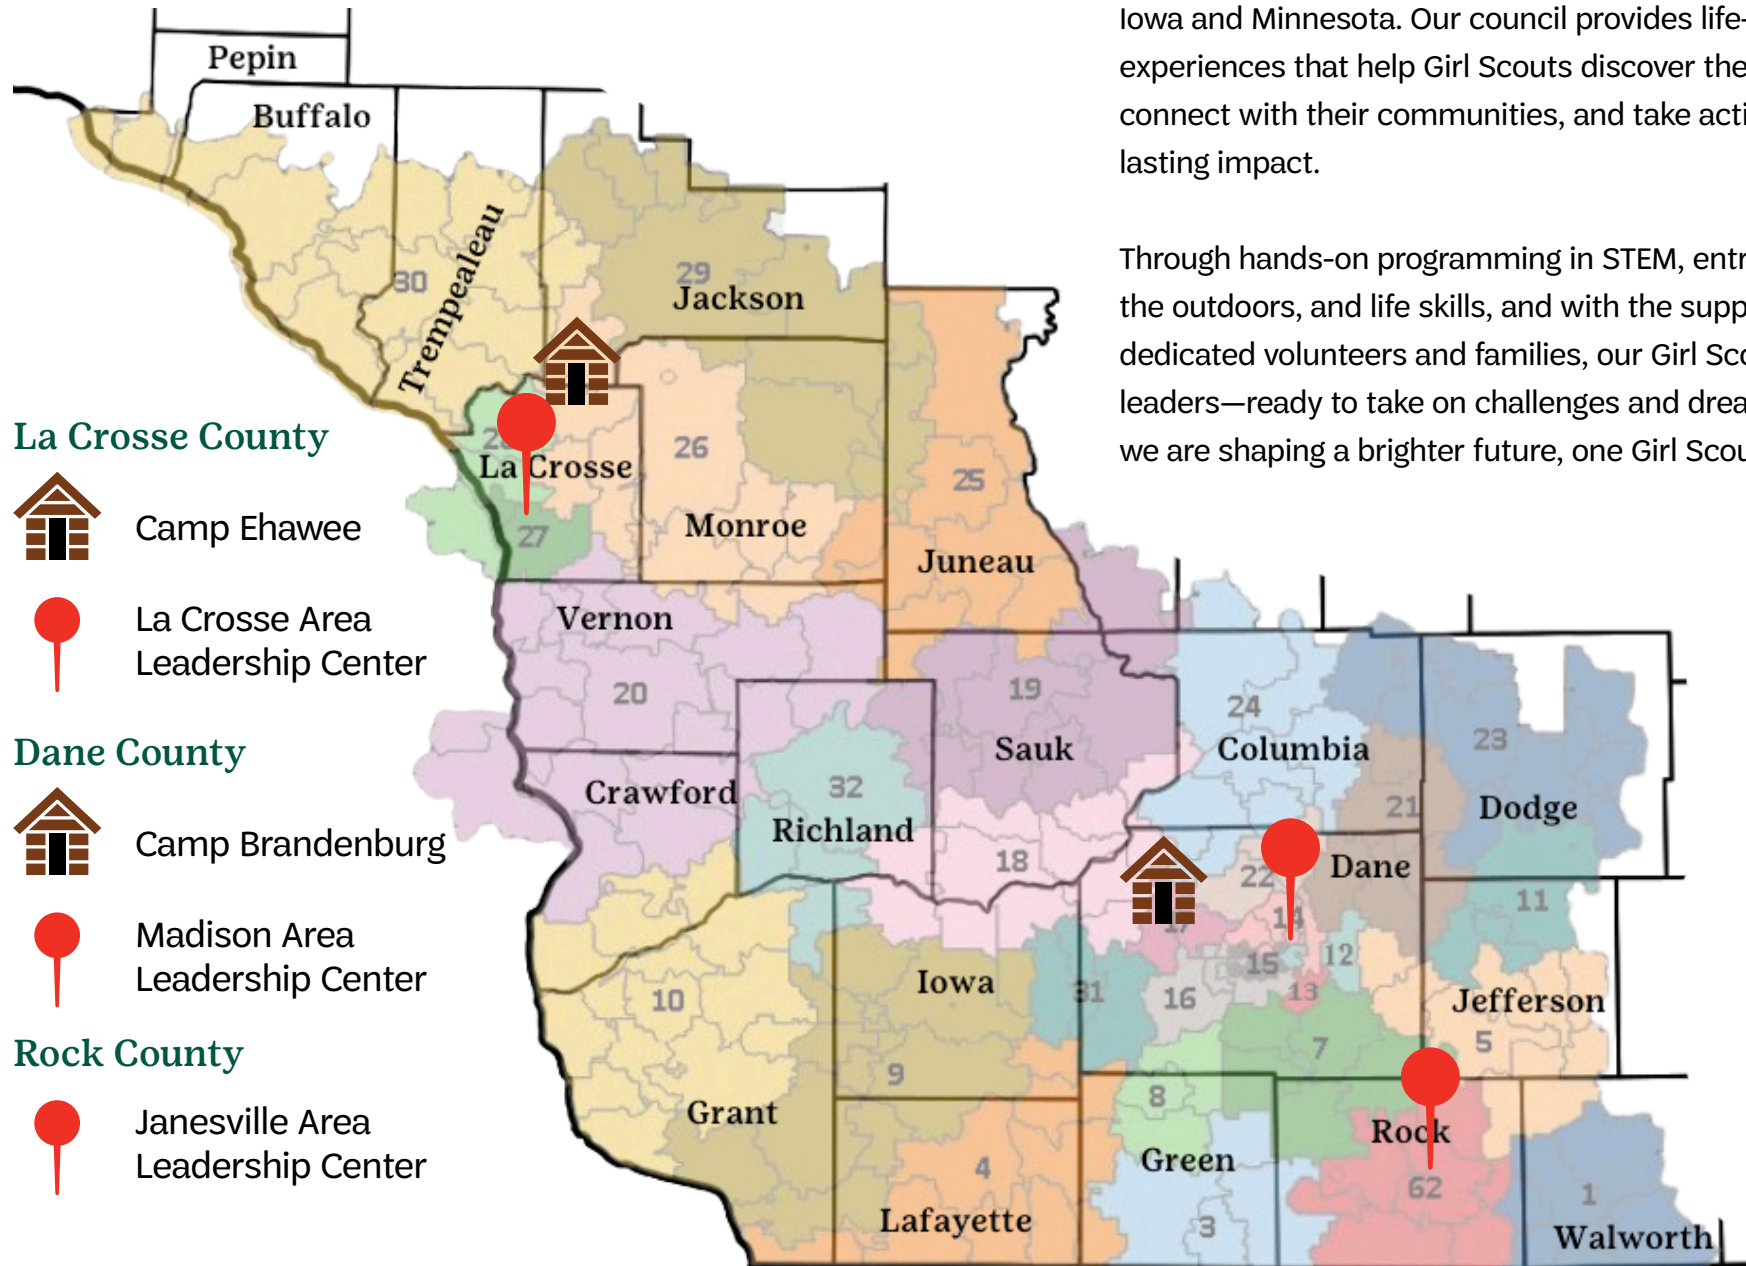 Iowa and Minnesota. Our council provides life-
experiences that help Girl Scouts discover the
connect with their communities, and take acti
lasting impact.
Through hands-on programming in STEM, entr
the outdoors, and life skills, and with the supp
dedicated volunteers and families, our Girl Sco
leaders—ready to take on challenges and drea
we are shaping a brighter future, one Girl Scou
La Crosse County
Camp Ehawee
La Crosse Area
Leadership Center
Dane County
Camp Brandenburg
Madison Area
Leadership Center
Rock County
Janesville Area
Leadership Center
Pepin
Buffalo
Trempealeau
30
29
Jackson
La Crosse
26
27
Monroe
25
Juneau
Vernon
20
19
Sauk
24
Columbia
23
Dodge
Crawford
32
Richland
18
21
22
Dane
11
17
14
12
15
13
16
31
Iowa
10
9
Grant
Jefferson
5
7
8
Green
Rock
62
4
Lafayette
3
1
Walworth